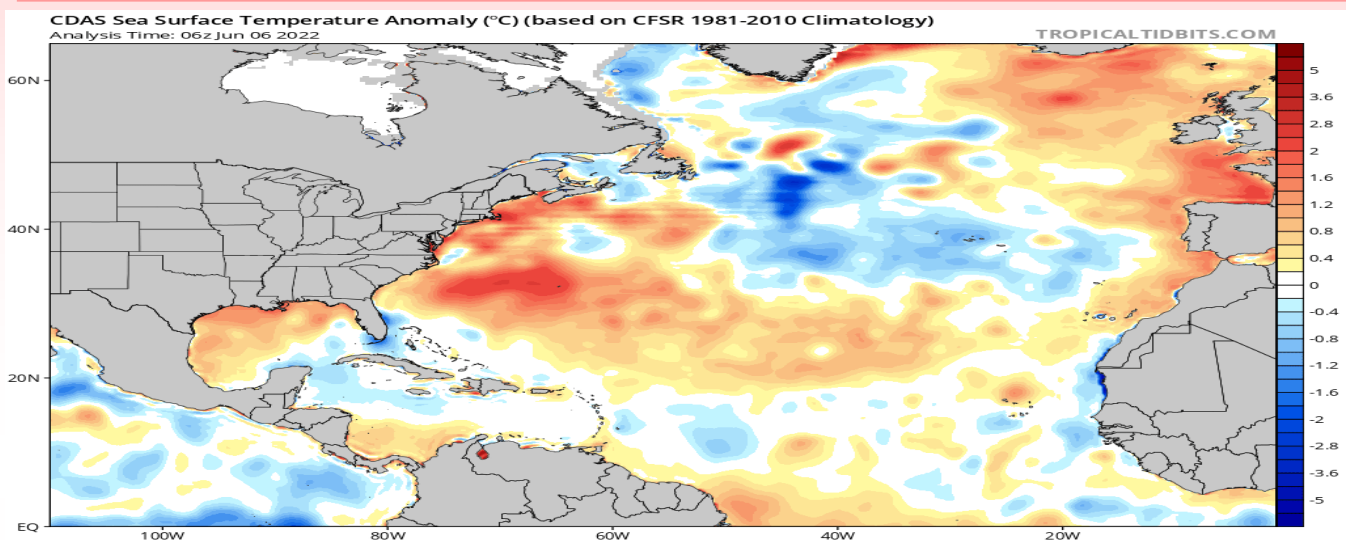 CDAS Sea Surface Temperature Anomaly (°C) (based on CFSR 1981-2010 Climatology)
Analysis Time: 06z Jun 06 2022
TROPICALTIDBITS.COM
60N
40N
20N
EQ
100W
80W
60W
40W
20W
5
3.6
2.8
2
1.6
1.2
0.8
0.4
0
-0.4
-0.8
-1.2
-1.6
-2
-2.8
-3.6
-5